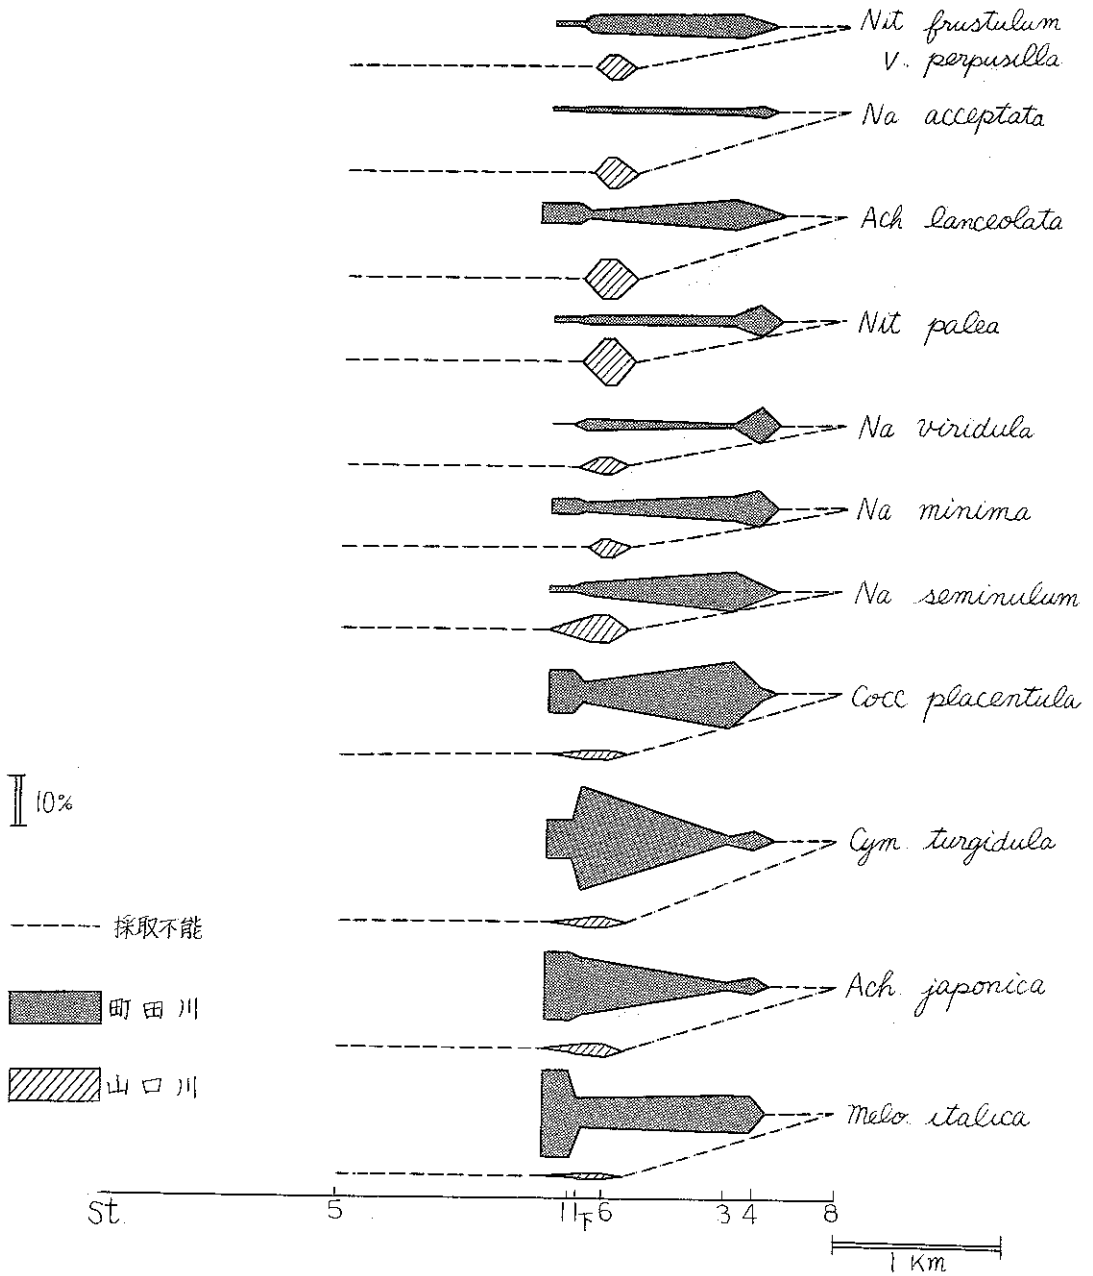 Nit frustulum
V. perpusilla
Na acceptata
Ach lanceolata
Nit palea
Na viridula
Na minima
Na seminulum
Cocc placentula
10%
Cym. turgidula
採取不能
Ach. japonica
町田川
山口川
Melo. italica
St. 5 11 下 6 3 4 8
1 Km